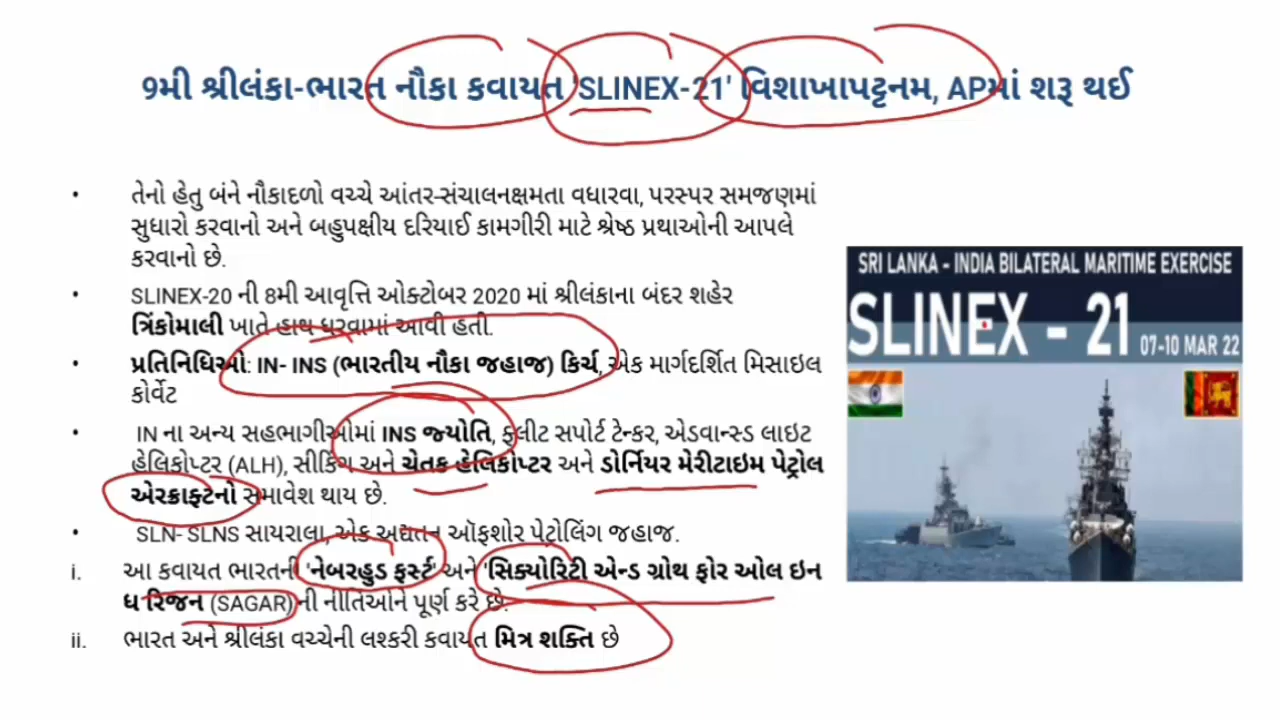 9મી શ્રીલંકા-ભારત નૌકા કવાયત 'SLINEX-21' વિશાખાપટ્ટનમ, APમાં શરૂ થઈ
• તેનો હેતુ બંને નૌકાદળો વચ્ચે આંતર-સંચાલનક્ષમતા વધારવા, પરસ્પર સમજણમાં
સુધારો કરવાનો અને બહુપક્ષીય દરિયાઈ કામગીરી માટે શ્રેષ્ઠ પ્રથાઓની આપલે
કરવાનો છે.
• SLINEX-20 ની 8મી આવૃત્તિ ઓક્ટોબર 2020 માં શ્રીલંકાના બંદર શહેર
ત્રિંકોમાલી ખાતે હાથ ધરવામાં આવી હતી.
• પ્રતિનિધિઓ: IN- INS (ભારતીય નૌકા જહાજ) કિર્ચ, એક માર્ગદર્શિત મિસાઇલ
કોર્વેટ
• IN ના અન્ય સહભાગીઓમાં INS જ્યોતિ, ફ્લીટ સપોર્ટ ટેન્કર, એડવાન્સ્ડ લાઇટ
હેલિકોપ્ટર (ALH), સીકિંગ અને ચેતક હેલિકોપ્ટર અને ડોર્નિયર મેરીટાઇમ પેટ્રોલ
એરક્રાફ્ટનો સમાવેશ થાય છે.
• SLN- SLNS સાયરાલા, એક અદ્યતન ઑફશોર પેટ્રોલિંગ જહાજ.
i. આ કવાયત ભારતની 'નેબરહુડ ફર્સ્ટ' અને 'સિક્યોરિટી એન્ડ ગ્રોથ ફોર ઓલ ઇન
ધ રિજન (SAGAR) ની નીતિઓને પૂર્ણ કરે છે.
ii. ભારત અને શ્રીલંકા વચ્ચેની લશ્કરી કવાયત મિત્ર શક્તિ છે
SRI LANKA – INDIA BILATERAL MARITIME EXERCISE
SLINEX – 21 07-10 MAR 22